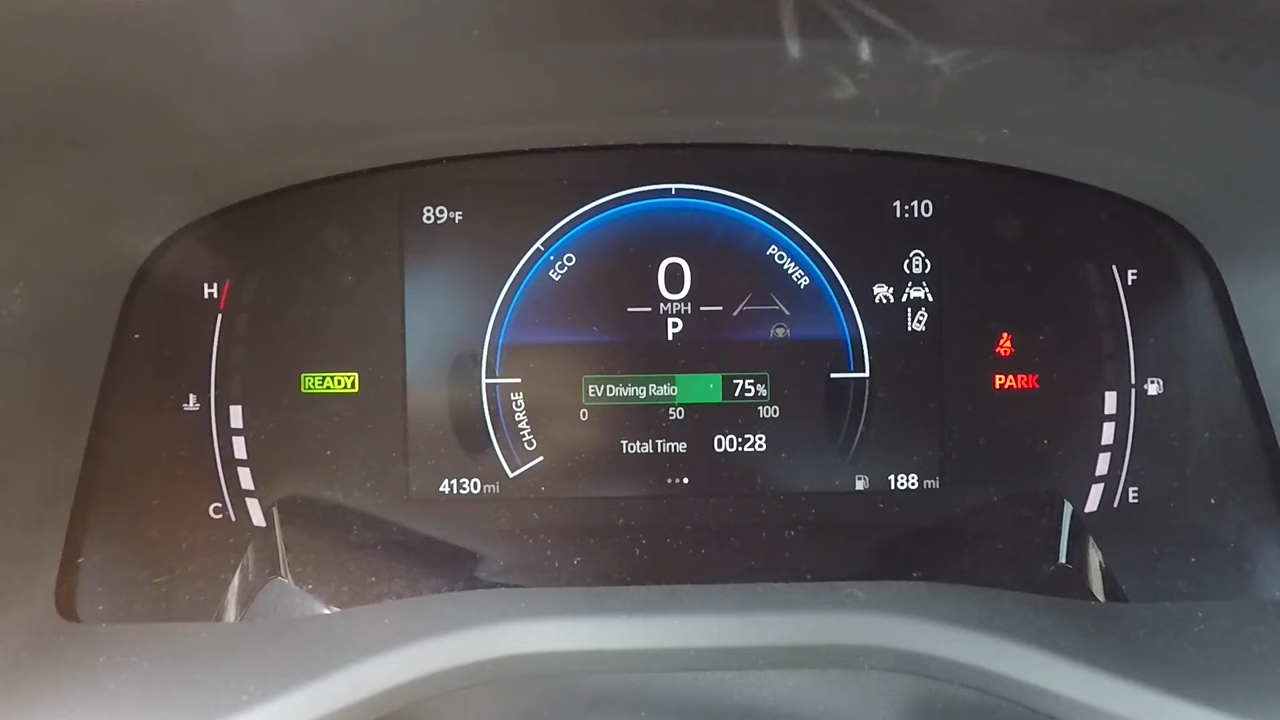 89°F
1:10
ECO
POWER
0
MPH
P
H
F
READY
PARK
EV Driving Ratio 75%
0 50 100
CHARGE
Total Time 00:28
4130 mi
188 mi
C
E